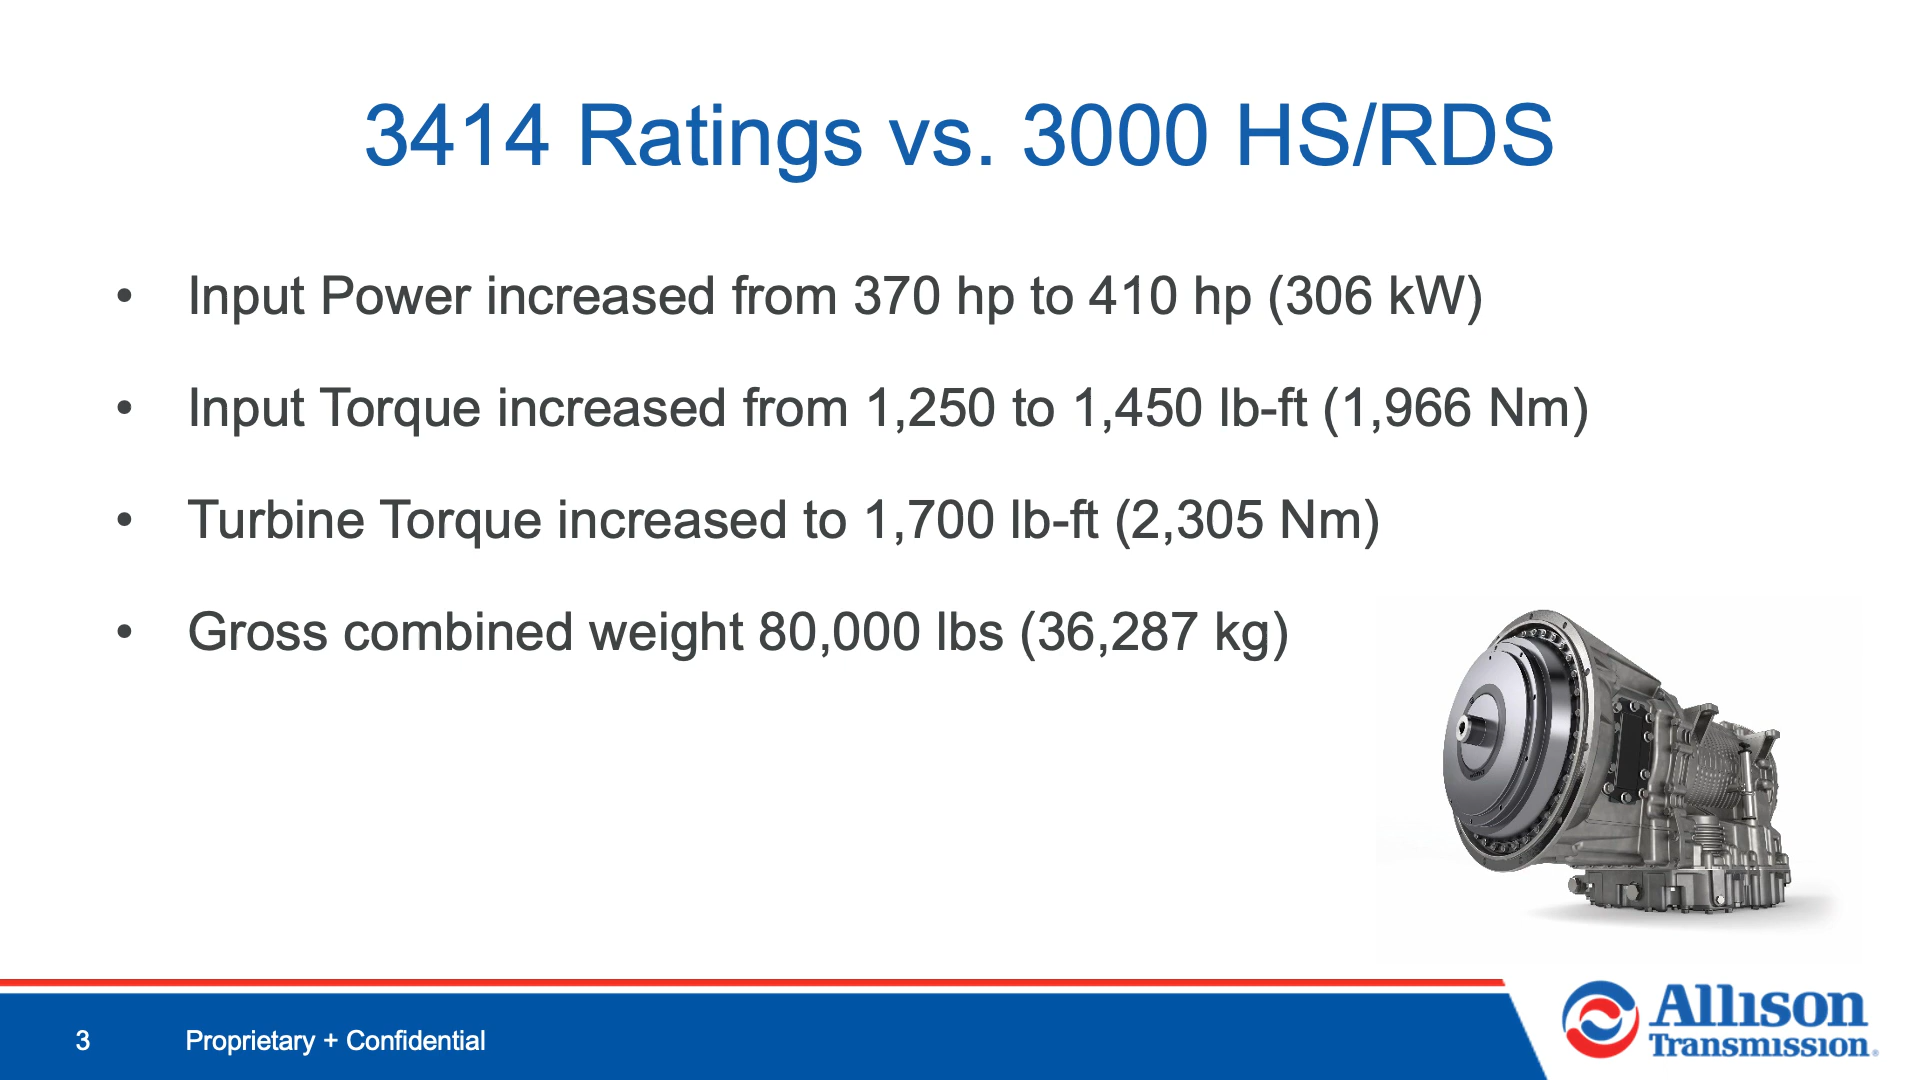 3414 Ratings vs. 3000 HS/RDS
• Input Power increased from 370 hp to 410 hp (306 kW)
• Input Torque increased from 1,250 to 1,450 lb-ft (1,966 Nm)
• Turbine Torque increased to 1,700 lb-ft (2,305 Nm)
• Gross combined weight 80,000 lbs (36,287 kg)
3 Proprietary + Confidential
Allison
Transmission®